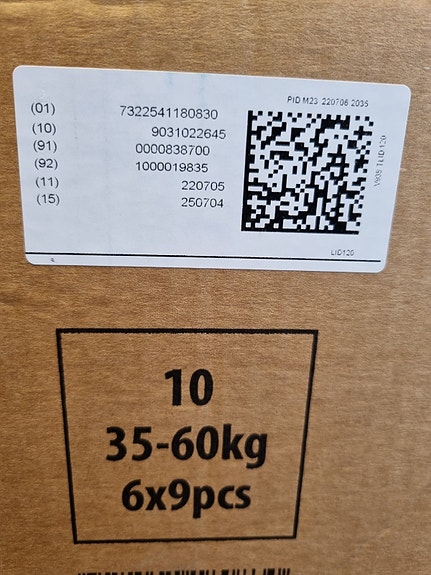 PID M23 220706 2035
(01) 7322541180830
(10) 9031022645
(91) 0000838700
(92) 1000019835
(11) 220705
(15) 250704
LID120
10
35-60kg
6x9pcs